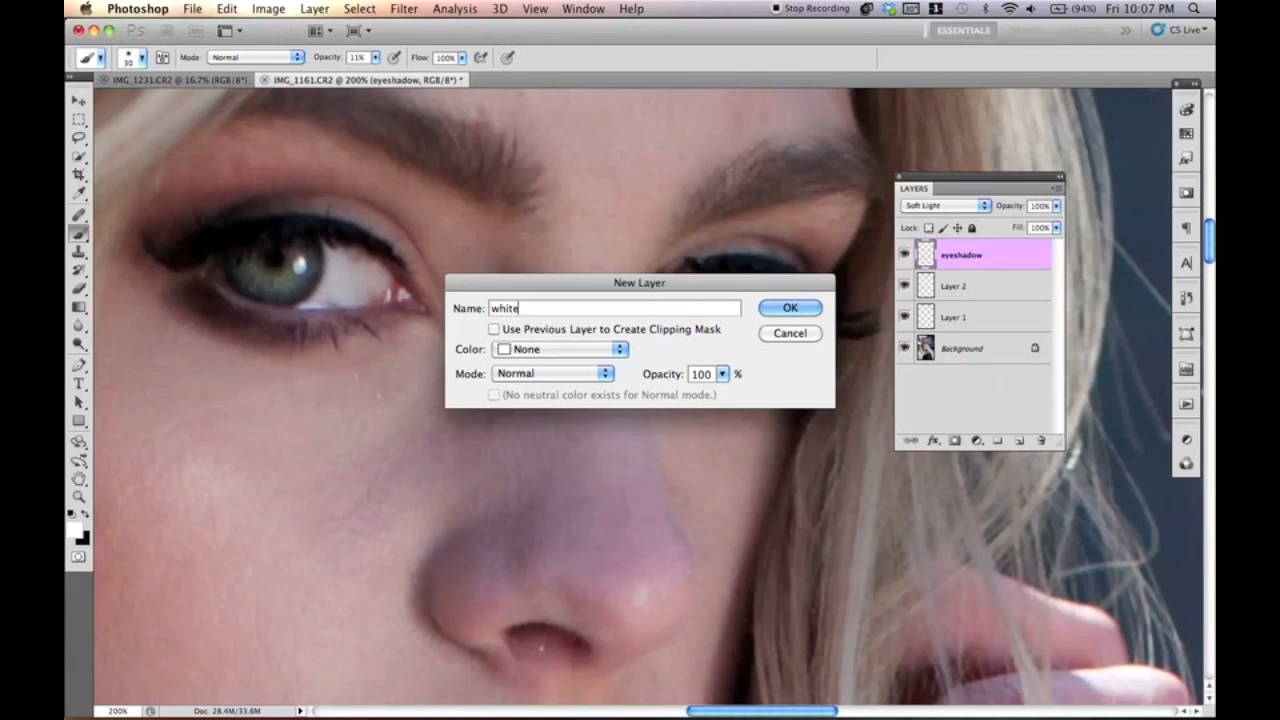 Photoshop File Edit Image Layer Select Filter Analysis 3D View Window Help Stop Recording (94%) Fri 10:07 PM
Ps ESSENTIALS CS Live
30 Mode: Normal Opacity: 11% Flow: 100%
IMG_1231.CR2 @ 16.7% (RGB/8*) IMG_1161.CR2 @ 200% (eyeshadow, RGB/8*) *
LAYERS
Soft Light Opacity: 100%
Lock: Fill: 100%
eyeshadow
Layer 2
Layer 1
Background
New Layer
Name: white OK
Use Previous Layer to Create Clipping Mask
Cancel
Color: None
Mode: Normal Opacity: 100 %
(No neutral color exists for Normal mode.)
200% Doc: 28.4M/33.6M